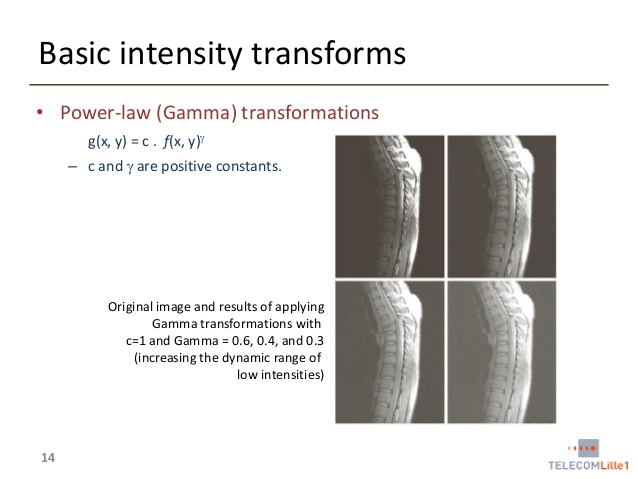 Basic intensity transforms
• Power-law (Gamma) transformations
g(x, y) = c . f(x, y)^γ
– c and γ are positive constants.
Original image and results of applying
Gamma transformations with
c=1 and Gamma = 0.6, 0.4, and 0.3
(increasing the dynamic range of
low intensities)
14
TELECOMLille1